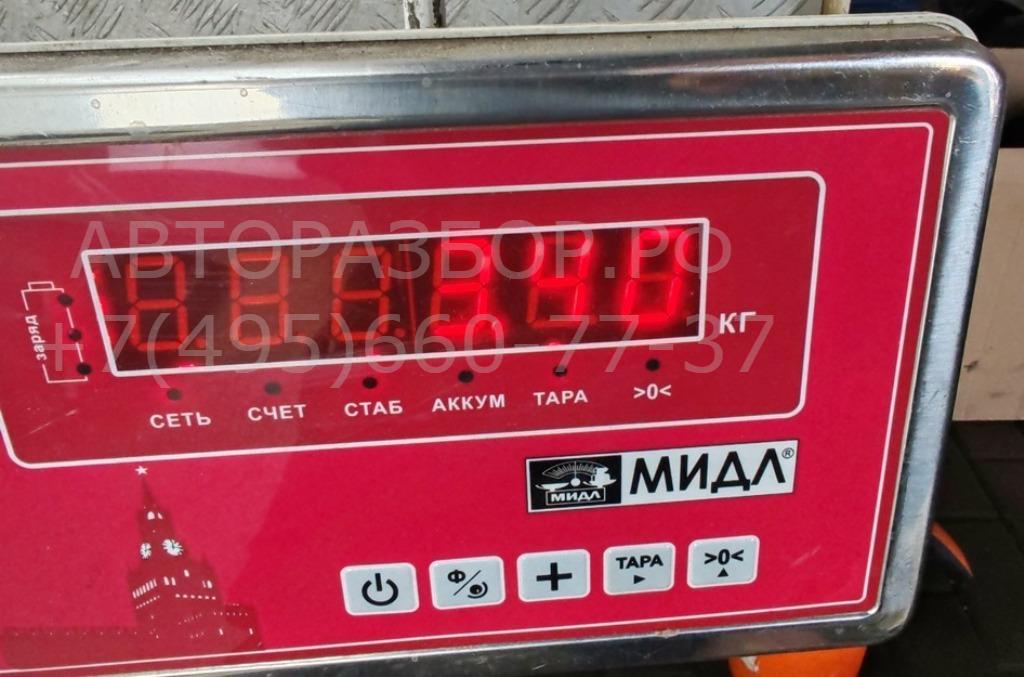 АВТОРАЗБОР.РФ
+7(495)660-77-37
КГ
заряд
СЕТЬ СЧЕТ СТАБ АККУМ ТАРА >0<
МИДЛ МИДЛ®
Ф ТАРА >0<